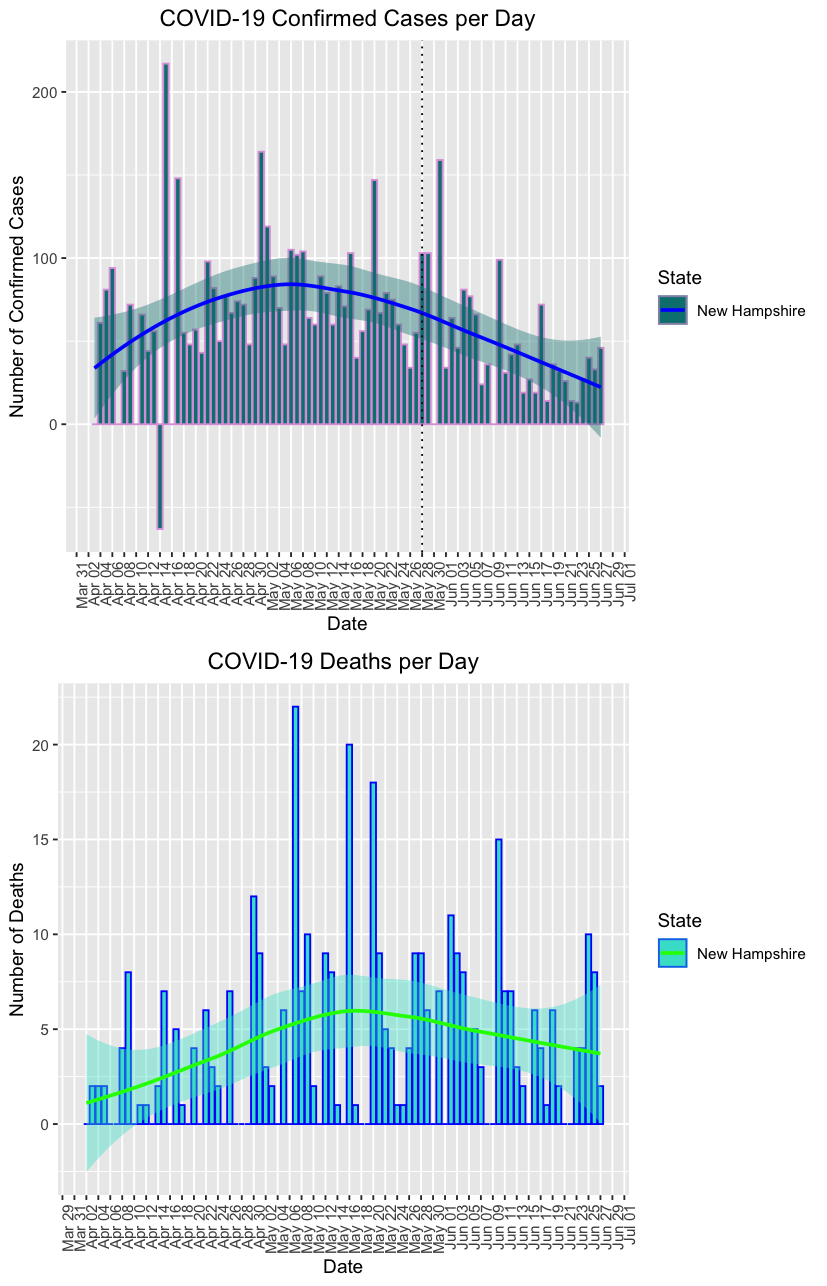 COVID-19 Confirmed Cases per Day
Number of Confirmed Cases
200
100
0
Mar 31
Apr 02
Apr 04
Apr 06
Apr 08
Apr 10
Apr 12
Apr 14
Apr 16
Apr 18
Apr 20
Apr 22
Apr 24
Apr 26
Apr 28
Apr 30
May 02
May 04
May 06
May 08
May 10
May 12
May 14
May 16
May 18
May 20
May 22
May 24
May 26
May 28
May 30
Jun 01
Jun 03
Jun 05
Jun 07
Jun 09
Jun 11
Jun 13
Jun 15
Jun 17
Jun 19
Jun 21
Jun 23
Jun 25
Jun 27
Jun 29
Jul 01
Date
State
New Hampshire
COVID-19 Deaths per Day
Number of Deaths
20
15
10
5
0
Mar 29
Mar 31
Apr 02
Apr 04
Apr 06
Apr 08
Apr 10
Apr 12
Apr 14
Apr 16
Apr 18
Apr 20
Apr 22
Apr 24
Apr 26
Apr 28
Apr 30
May 02
May 04
May 06
May 08
May 10
May 12
May 14
May 16
May 18
May 20
May 22
May 24
May 26
May 28
May 30
Jun 01
Jun 03
Jun 05
Jun 07
Jun 09
Jun 11
Jun 13
Jun 15
Jun 17
Jun 19
Jun 21
Jun 23
Jun 25
Jun 27
Jun 29
Jul 01
Date
State
New Hampshire